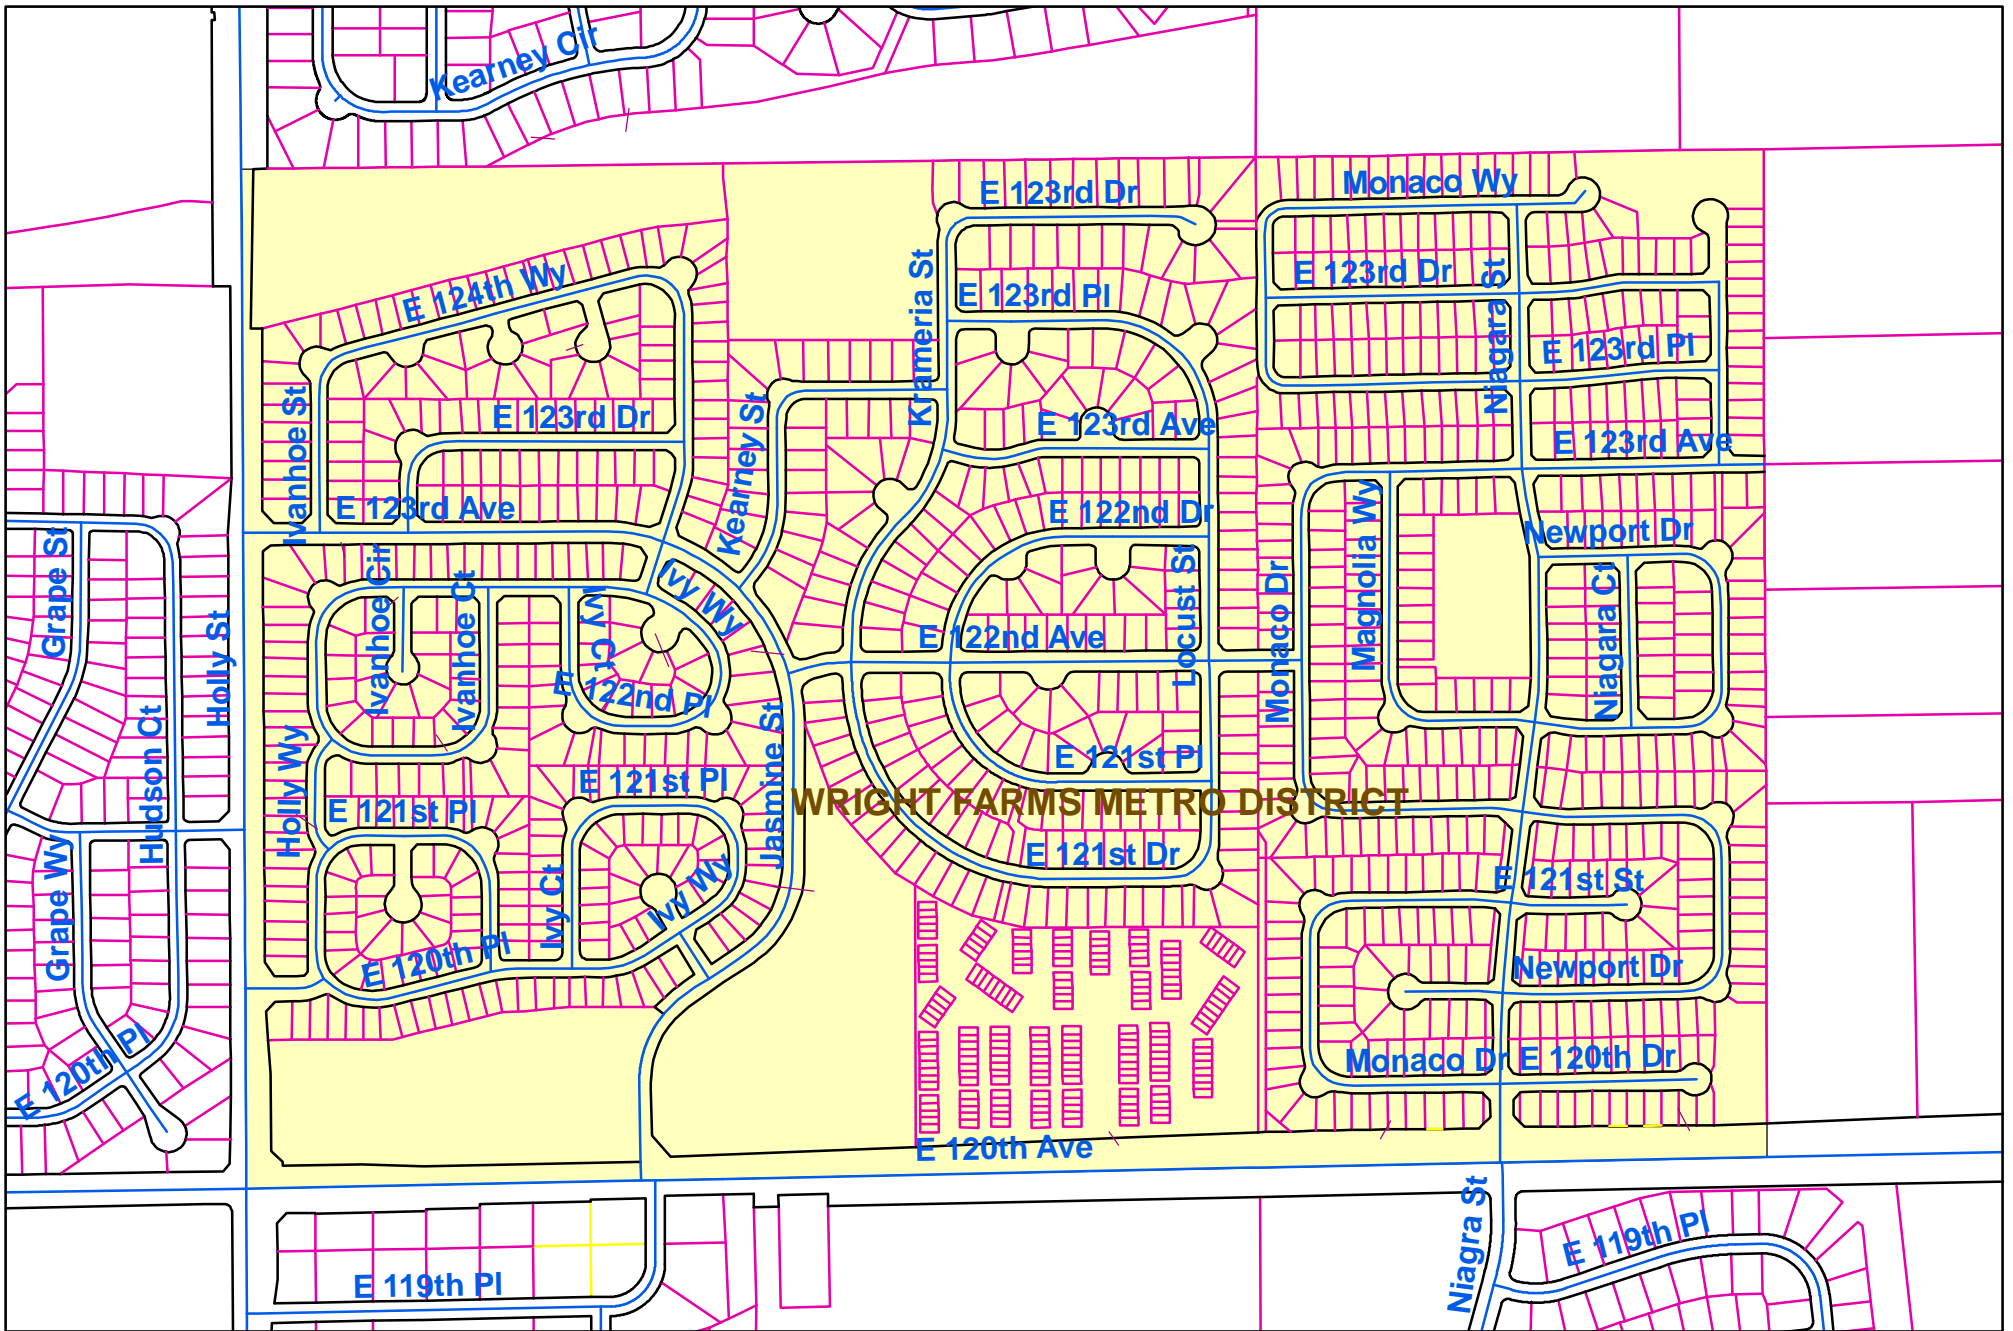 Kearney Cir
E 123rd Dr
Monaco Wy
E 124th Wy
Krameria St
E 123rd Pl
E 123rd Dr
Niagara St
E 123rd Pl
Ivanhoe St
E 123rd Dr
Kearney St
E 123rd Ave
E 123rd Ave
E 123rd Ave
E 122nd Dr
Magnolia Wy
Newport Dr
Grape St
Holly St
Ivanhoe Cir
Ivanhoe Ct
Ivy Ct
Ivy Wy
E 122nd Ave
Locust St
Monaco Dr
Niagara Ct
E 122nd Pl
Hudson Ct
Holly Wy
E 121st Pl
E 121st Pl
Jasmine St
E 121st Pl
WRIGHT FARMS METRO DISTRICT
E 121st Dr
Grape Wy
Ivy Ct
Ivy Wy
E 121st St
E 120th Pl
Newport Dr
E 120th Pl
Monaco Dr
E 120th Dr
E 120th Ave
Niagra St
E 119th Pl
E 119th Pl